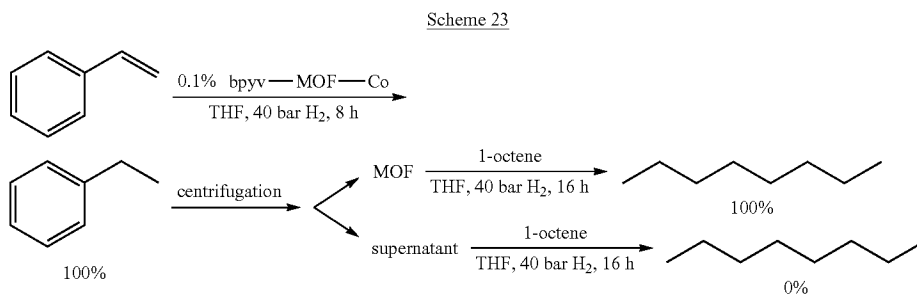 Scheme 23
0.1% bpyv—MOF—Co
THF, 40 bar H₂, 8 h
centrifugation
MOF
1-octene
THF, 40 bar H₂, 16 h
100%
supernatant
1-octene
THF, 40 bar H₂, 16 h
0%
100%